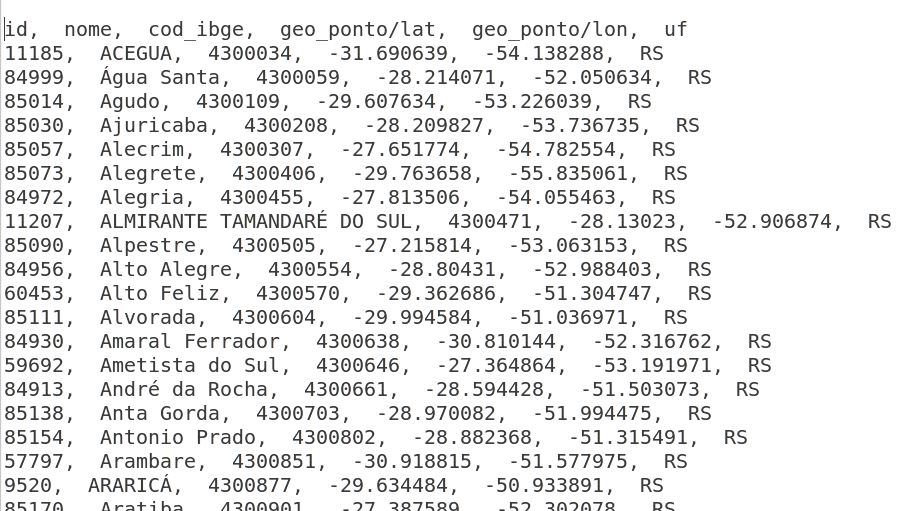 id,  nome,  cod_ibge,  geo_ponto/lat,  geo_ponto/lon,  uf
11185,  ACEGUA,  4300034,  -31.690639,  -54.138288,  RS
84999,  Água Santa,  4300059,  -28.214071,  -52.050634,  RS
85014,  Agudo,  4300109,  -29.607634,  -53.226039,  RS
85030,  Ajuricaba,  4300208,  -28.209827,  -53.736735,  RS
85057,  Alecrim,  4300307,  -27.651774,  -54.782554,  RS
85073,  Alegrete,  4300406,  -29.763658,  -55.835061,  RS
84972,  Alegria,  4300455,  -27.813506,  -54.055463,  RS
11207,  ALMIRANTE TAMANDARÉ DO SUL,  4300471,  -28.13023,  -52.906874,  RS
85090,  Alpestre,  4300505,  -27.215814,  -53.063153,  RS
84956,  Alto Alegre,  4300554,  -28.80431,  -52.988403,  RS
60453,  Alto Feliz,  4300570,  -29.362686,  -51.304747,  RS
85111,  Alvorada,  4300604,  -29.994584,  -51.036971,  RS
84930,  Amaral Ferrador,  4300638,  -30.810144,  -52.316762,  RS
59692,  Ametista do Sul,  4300646,  -27.364864,  -53.191971,  RS
84913,  André da Rocha,  4300661,  -28.594428,  -51.503073,  RS
85138,  Anta Gorda,  4300703,  -28.970082,  -51.994475,  RS
85154,  Antonio Prado,  4300802,  -28.882368,  -51.315491,  RS
57797,  Arambare,  4300851,  -30.918815,  -51.577975,  RS
9520,  ARARICÁ,  4300877,  -29.634484,  -50.933891,  RS
85170,  Aratiba,  4300901,  -27.387589,  -52.302078,  RS